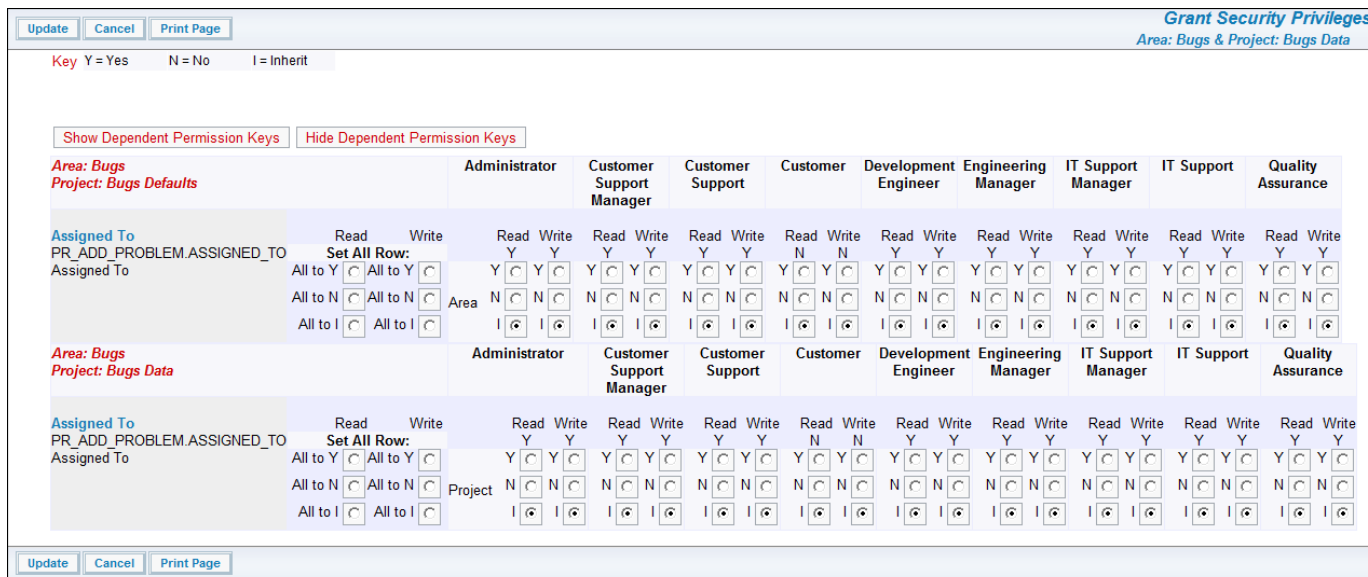 Update Cancel Print Page
Grant Security Privileges
Area: Bugs & Project: Bugs Data
Key Y = Yes N = No I = Inherit
Show Dependent Permission Keys Hide Dependent Permission Keys
Area: Bugs Administrator Customer Customer Customer Development Engineering IT Support IT Support Quality
Project: Bugs Defaults Support Support Engineer Manager Manager Assurance
Manager
Assigned To Read Write Read Write Read Write Read Write Read Write Read Write Read Write Read Write Read Write Read Write
PR_ADD_PROBLEM.ASSIGNED_TO Set All Row: Y Y Y Y Y Y N N Y Y Y Y Y Y Y Y Y Y
Assigned To All to Y All to Y Y Y Y Y Y Y Y Y Y Y Y Y Y Y Y Y Y Y
All to N All to N Area N N N N N N N N N N N N N N N N N N
All to I All to I I I I I I I I I I I I I I I I I I I
Area: Bugs Administrator Customer Customer Customer Development Engineering IT Support IT Support Quality
Project: Bugs Data Support Support Engineer Manager Manager Assurance
Manager
Assigned To Read Write Read Write Read Write Read Write Read Write Read Write Read Write Read Write Read Write Read Write
PR_ADD_PROBLEM.ASSIGNED_TO Set All Row: Y Y Y Y Y Y N N Y Y Y Y Y Y Y Y Y Y
Assigned To All to Y All to Y Y Y Y Y Y Y Y Y Y Y Y Y Y Y Y Y Y Y
All to N All to N Project N N N N N N N N N N N N N N N N N N
All to I All to I I I I I I I I I I I I I I I I I I I
Update Cancel Print Page